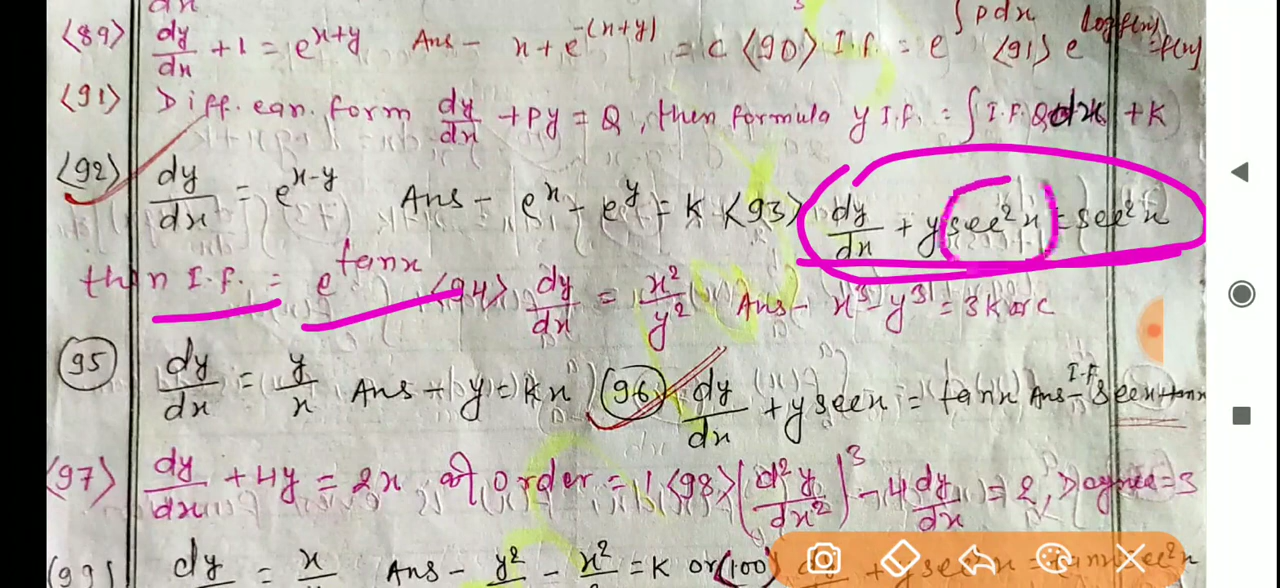 ⟨89⟩ dy/dx + 1 = e^(x+y) Ans - x + e^-(x+y) = c ⟨90⟩ I.f. = e^∫pdx ⟨91⟩ e^logf(x) = f(x)
⟨91⟩ Diff. eqn. form dy/dx + Py = Q, then formula y I.f. = ∫I.F. Q dx + K
⟨92⟩ dy/dx = e^(x-y) Ans - e^x - e^y = K ⟨93⟩ dy/dx + y sec²x = sec²x
then I.f. = e^tanx ⟨94⟩ dy/dx = x²/y² Ans - x³ - y³ = 3K or c
95 dy/dx = y/x Ans - y = kx 96 dy/dx + y secx = tanx Ans - I.F. secx+tanx
⟨97⟩ dy/dx + 4y = 2x का order = 1 ⟨98⟩ (d²y/dx²)³ - 4 dy/dx = 2, Degree = 3
⟨99⟩ dy = x Ans - y² - x² = K or ⟨100⟩